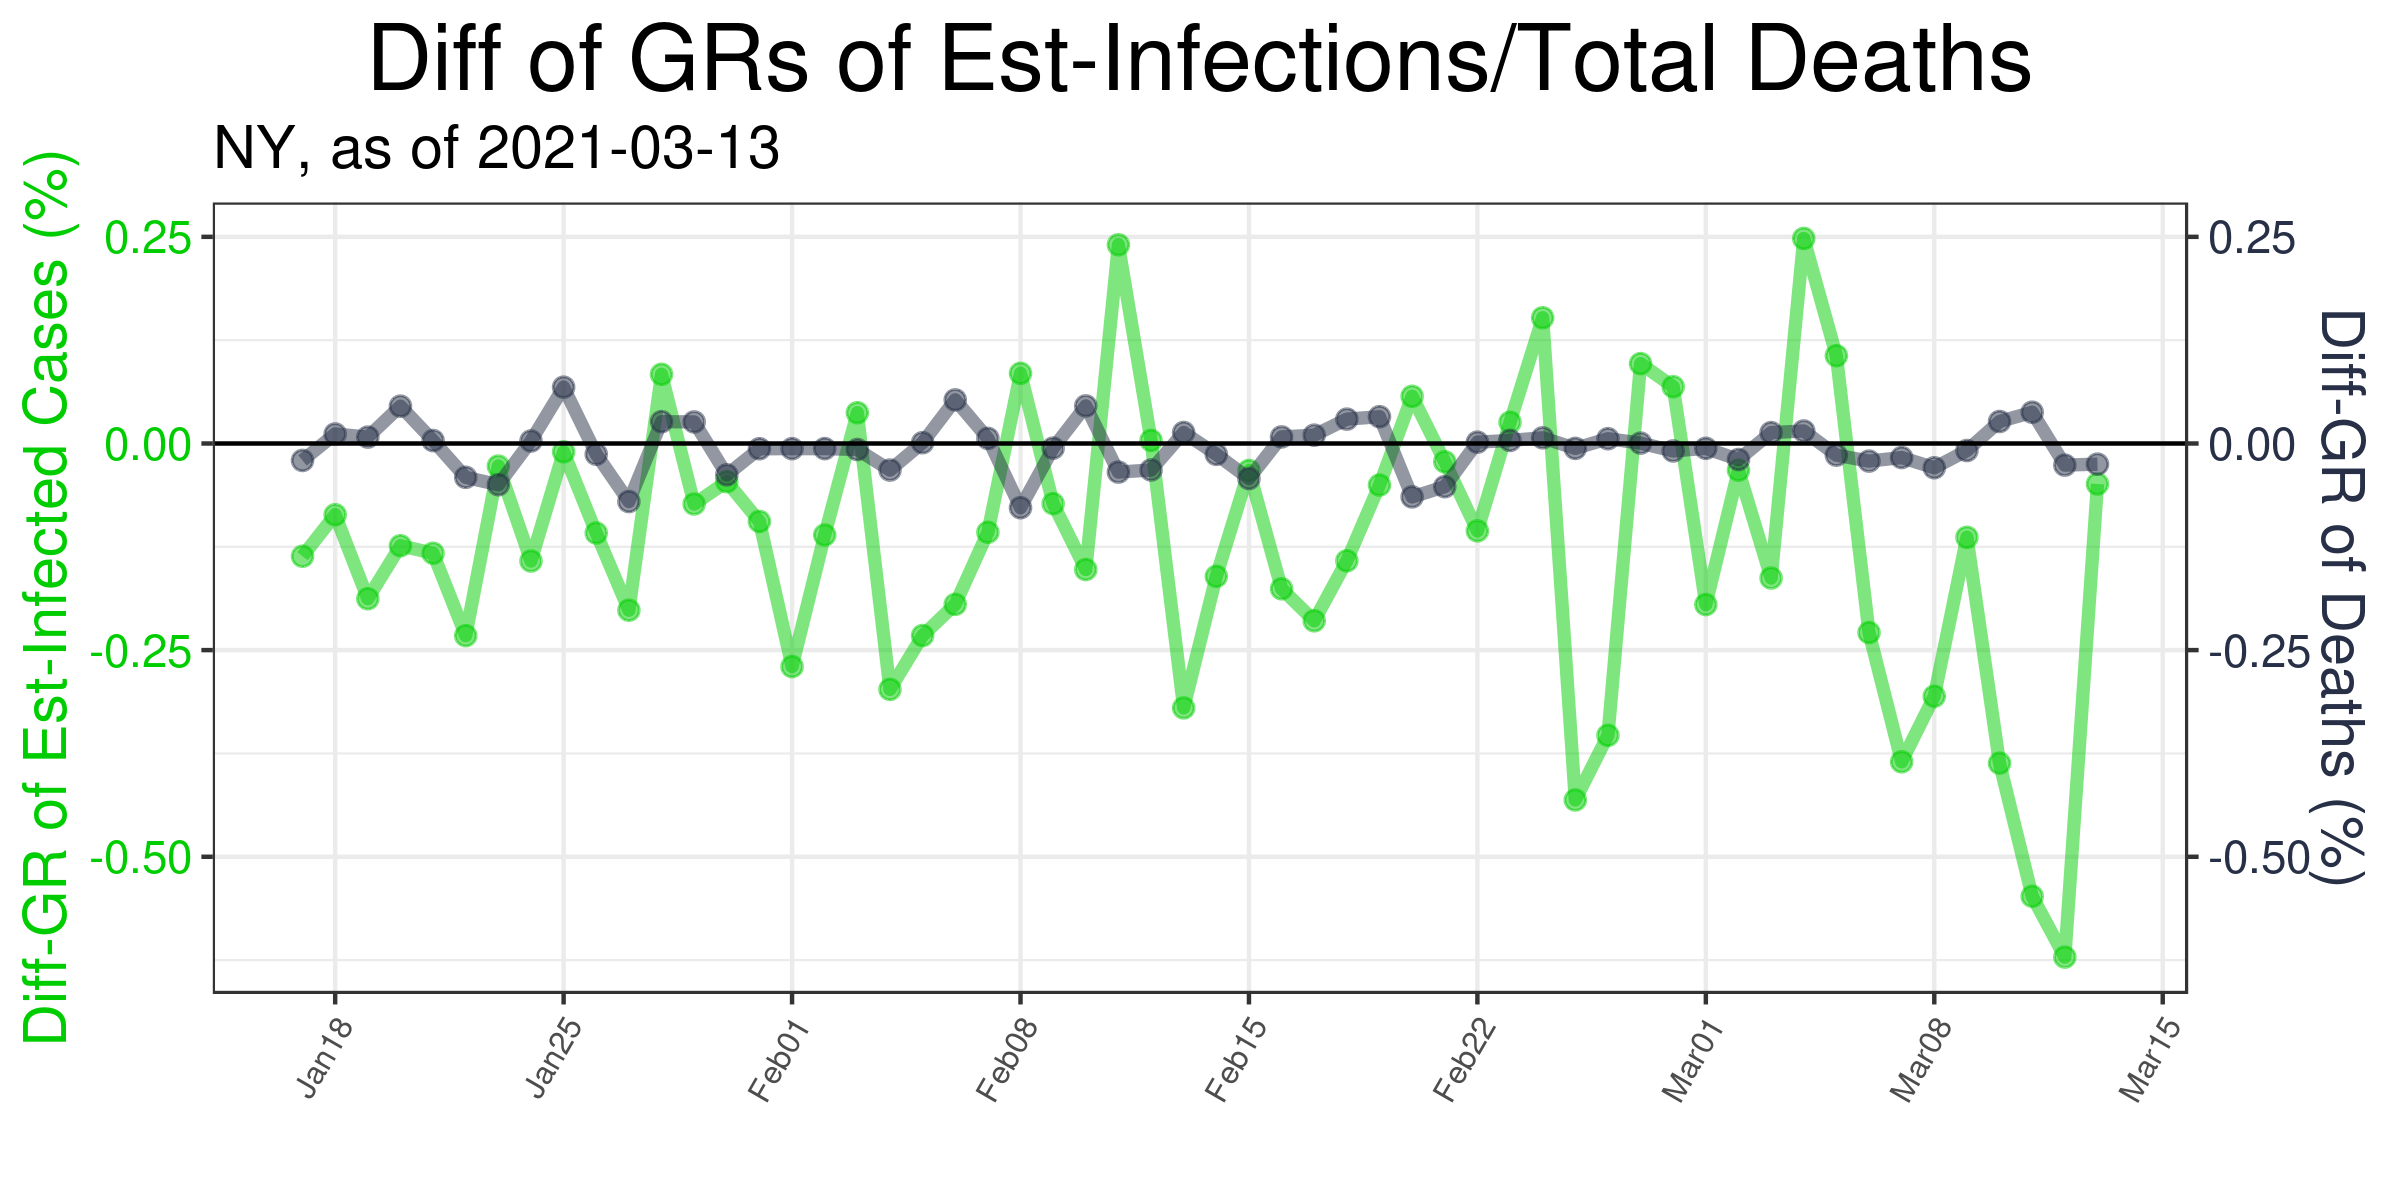 Diff of GRs of Est-Infections/Total Deaths
NY, as of 2021-03-13
Diff-GR of Est-Infected Cases (%)
0.25
0.00
-0.25
-0.50
0.25
0.00
-0.25
-0.50
Diff-GR of Deaths (%)
Jan18
Jan25
Feb01
Feb08
Feb15
Feb22
Mar01
Mar08
Mar15